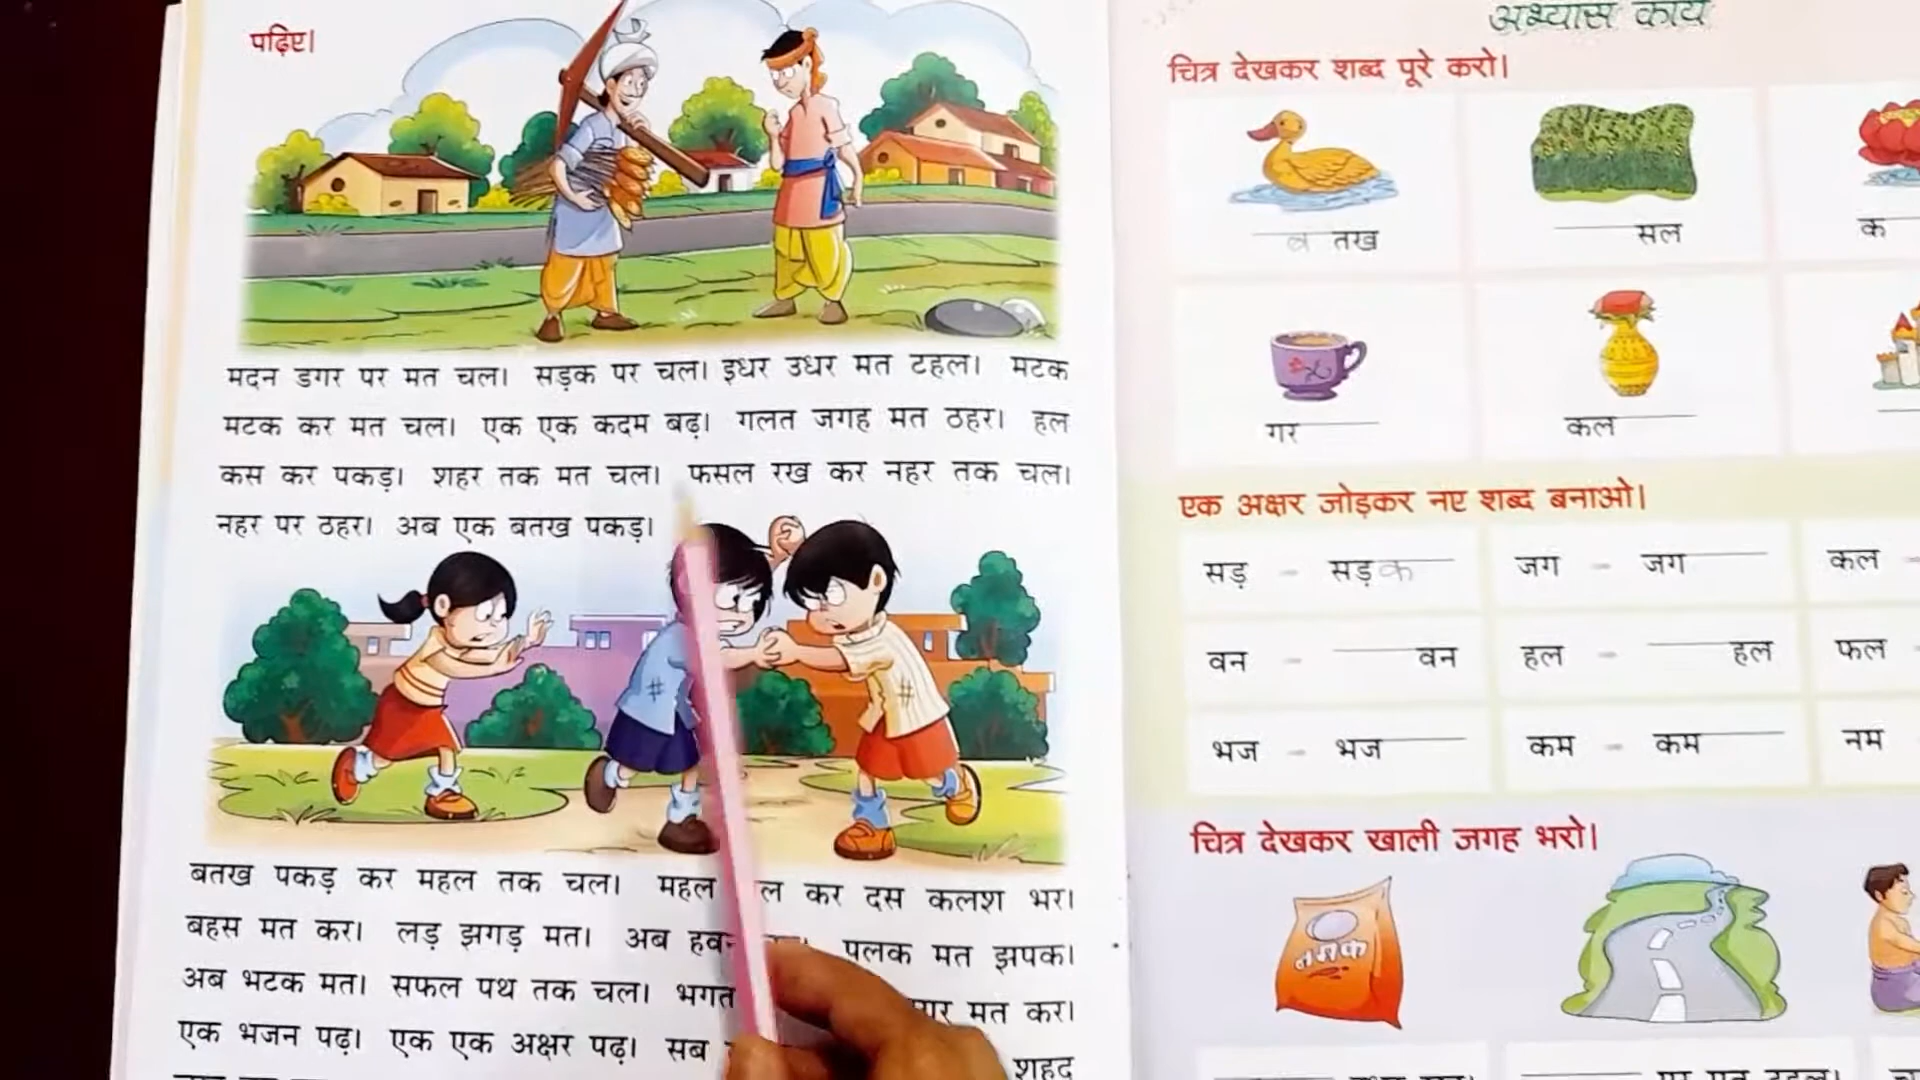 पढ़िए।
मदन डगर पर मत चल। सड़क पर चल। इधर उधर मत टहल। मटक
मटक कर मत चल। एक एक कदम बढ़। गलत जगह मत ठहर। हल
कस कर पकड़। शहर तक मत चल। फसल रख कर नहर तक चल।
नहर पर ठहर। अब एक बतख पकड़।
बतख पकड़ कर महल तक चल। महल कर दस कलश भर।
बहस मत कर। लड़ झगड़ मत। अब पलक मत झपक।
अब भटक मत। सफल पथ तक चल। भगत मत कर।
एक भजन पढ़। एक एक अक्षर पढ़। सब शहद
अभ्यास कार्य
चित्र देखकर शब्द पूरे करो।
ब तख
सल
क
गर
कल
एक अक्षर जोड़कर नए शब्द बनाओ।
सड़ - सड़क जग - जग कल -
वन - वन हल - हल फल -
भज - भज कम - कम नम
चित्र देखकर खाली जगह भरो।
नमक
पर मत टहल।